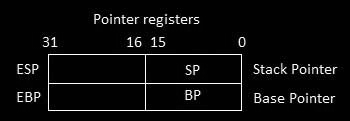 Pointer registers
31 16 15 0
ESP SP Stack Pointer
EBP BP Base Pointer